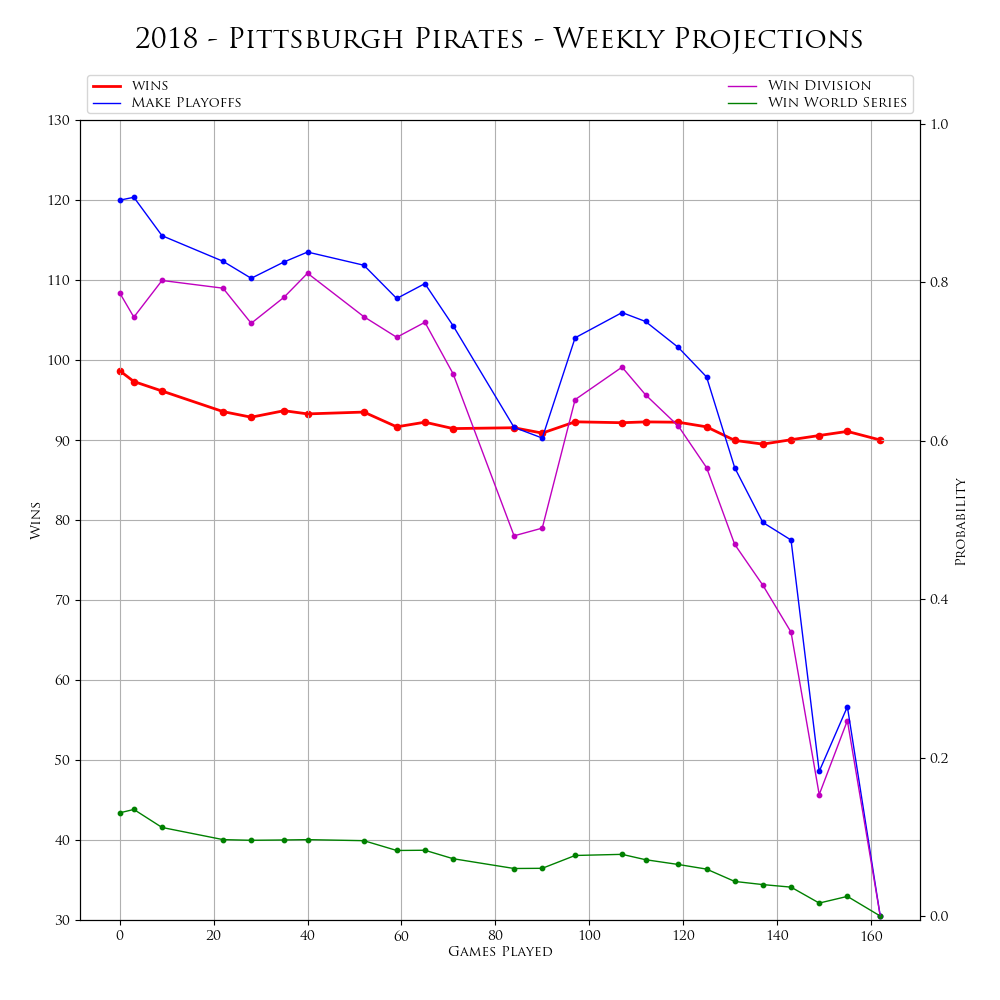 2018 - Pittsburgh Pirates - Weekly Projections
wins
Make Playoffs
Win Division
Win World Series
130
120
110
100
90
80
70
60
50
40
30
Wins
1.0
0.8
0.6
0.4
0.2
0.0
Probability
0 20 40 60 80 100 120 140 160
Games Played